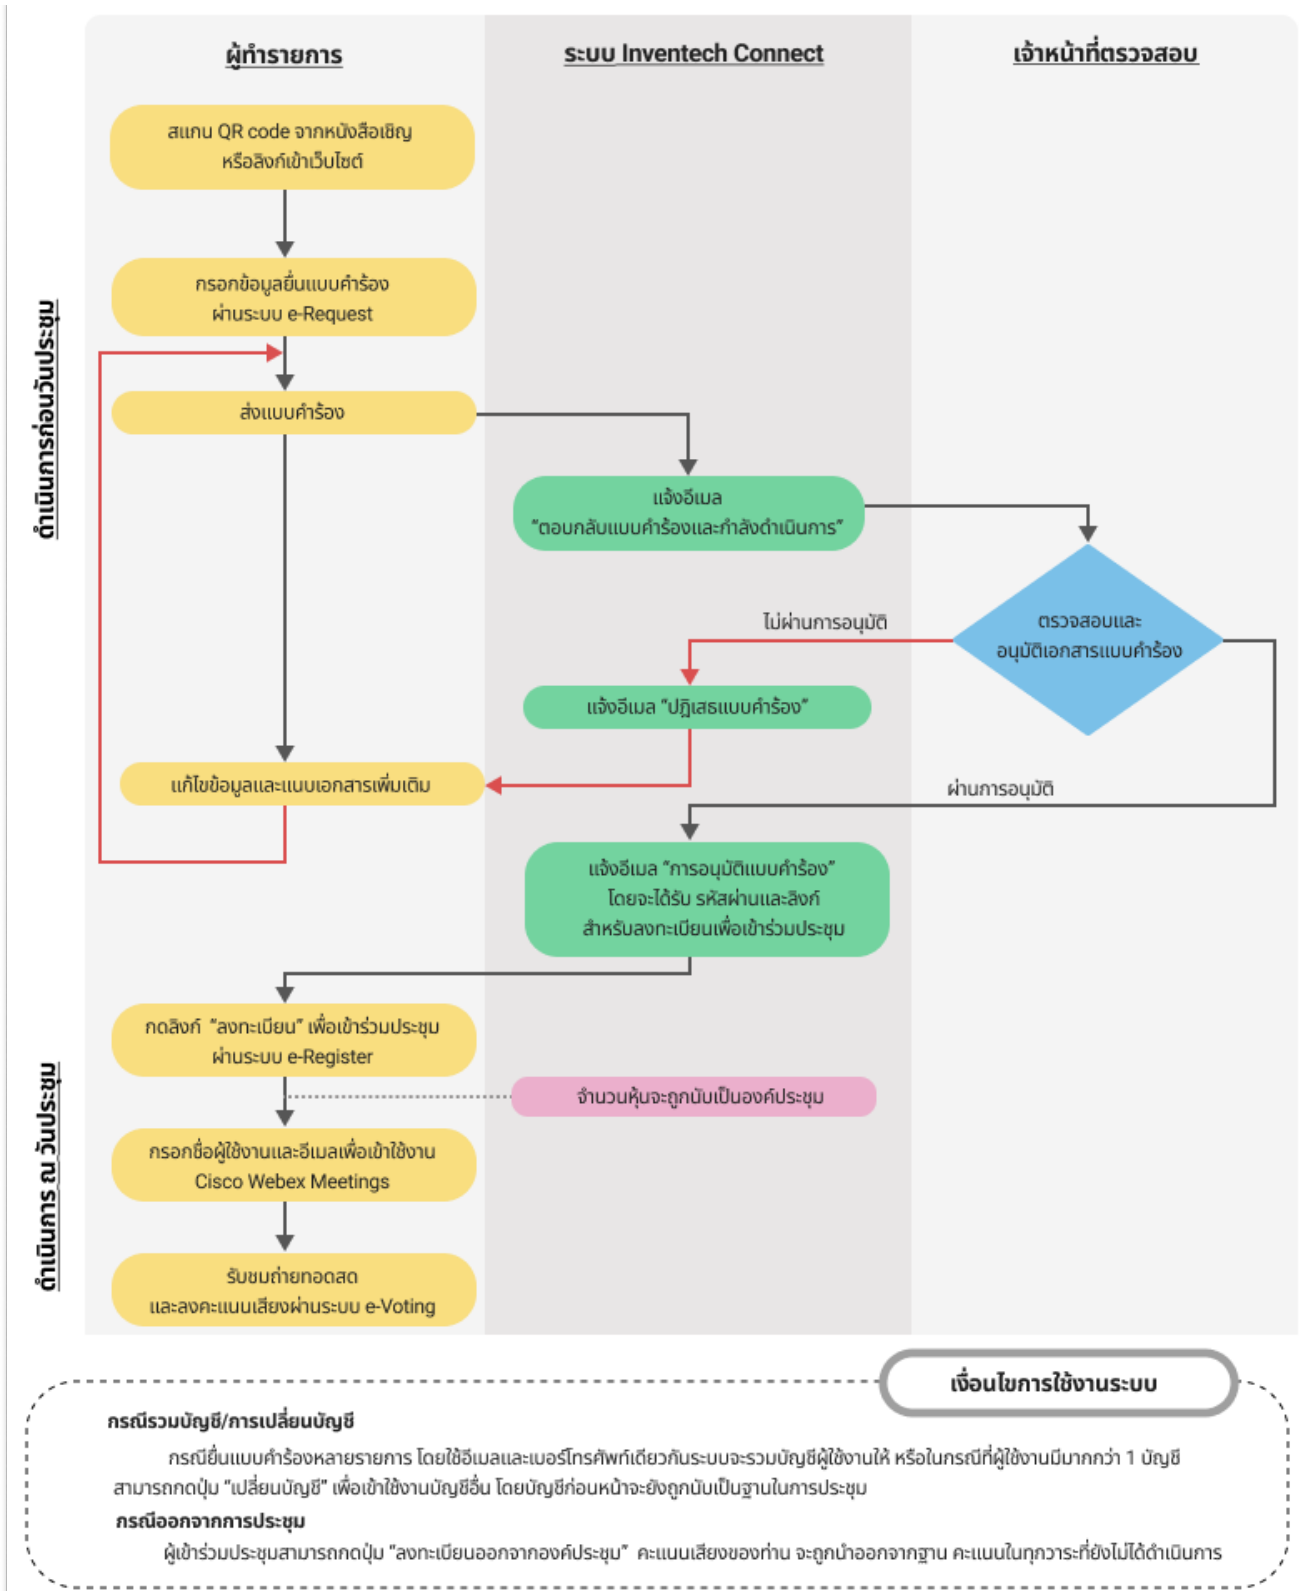 ผู้ทำรายการ
ระบบ Inventech Connect
เจ้าหน้าที่ตรวจสอบ
ดำเนินการก่อนวันประชุม
สแกน QR code จากหนังสือเชิญ
หรือลิงก์เข้าเว็บไซต์
กรอกข้อมูลยื่นแบบคำร้อง
ผ่านระบบ e-Request
ส่งแบบคำร้อง
แจ้งอีเมล
“ตอบกลับแบบคำร้องและกำลังดำเนินการ”
ตรวจสอบและ
อนุมัติเอกสารแบบคำร้อง
ไม่ผ่านการอนุมัติ
แจ้งอีเมล “ปฏิเสธแบบคำร้อง”
แก้ไขข้อมูลและแนบเอกสารเพิ่มเติม
ผ่านการอนุมัติ
แจ้งอีเมล “การอนุมัติแบบคำร้อง”
โดยจะได้รับ รหัสผ่านและลิงก์
สำหรับลงทะเบียนเพื่อเข้าร่วมประชุม
ดำเนินการ ณ วันประชุม
กดลิงก์ “ลงทะเบียน” เพื่อเข้าร่วมประชุม
ผ่านระบบ e-Register
จำนวนหุ้นจะถูกนับเป็นองค์ประชุม
กรอกชื่อผู้ใช้งานและอีเมลเพื่อเข้าใช้งาน
Cisco Webex Meetings
รับชมถ่ายทอดสด
และลงคะแนนเสียงผ่านระบบ e-Voting
เงื่อนไขการใช้งานระบบ
กรณีรวมบัญชี/การเปลี่ยนบัญชี
กรณียื่นแบบคำร้องหลายรายการ โดยใช้อีเมลและเบอร์โทรศัพท์เดียวกันระบบจะรวมบัญชีผู้ใช้งานให้ หรือในกรณีที่ผู้ใช้งานมีมากกว่า 1 บัญชี
สามารถกดปุ่ม “เปลี่ยนบัญชี” เพื่อเข้าใช้งานบัญชีอื่น โดยบัญชีก่อนหน้าจะยังถูกนับเป็นฐานในการประชุม
กรณีออกจากการประชุม
ผู้เข้าร่วมประชุมสามารถกดปุ่ม “ลงทะเบียนออกจากองค์ประชุม” คะแนนเสียงของท่าน จะถูกนำออกจากฐาน คะแนนในทุกวาระที่ยังไม่ได้ดำเนินการ